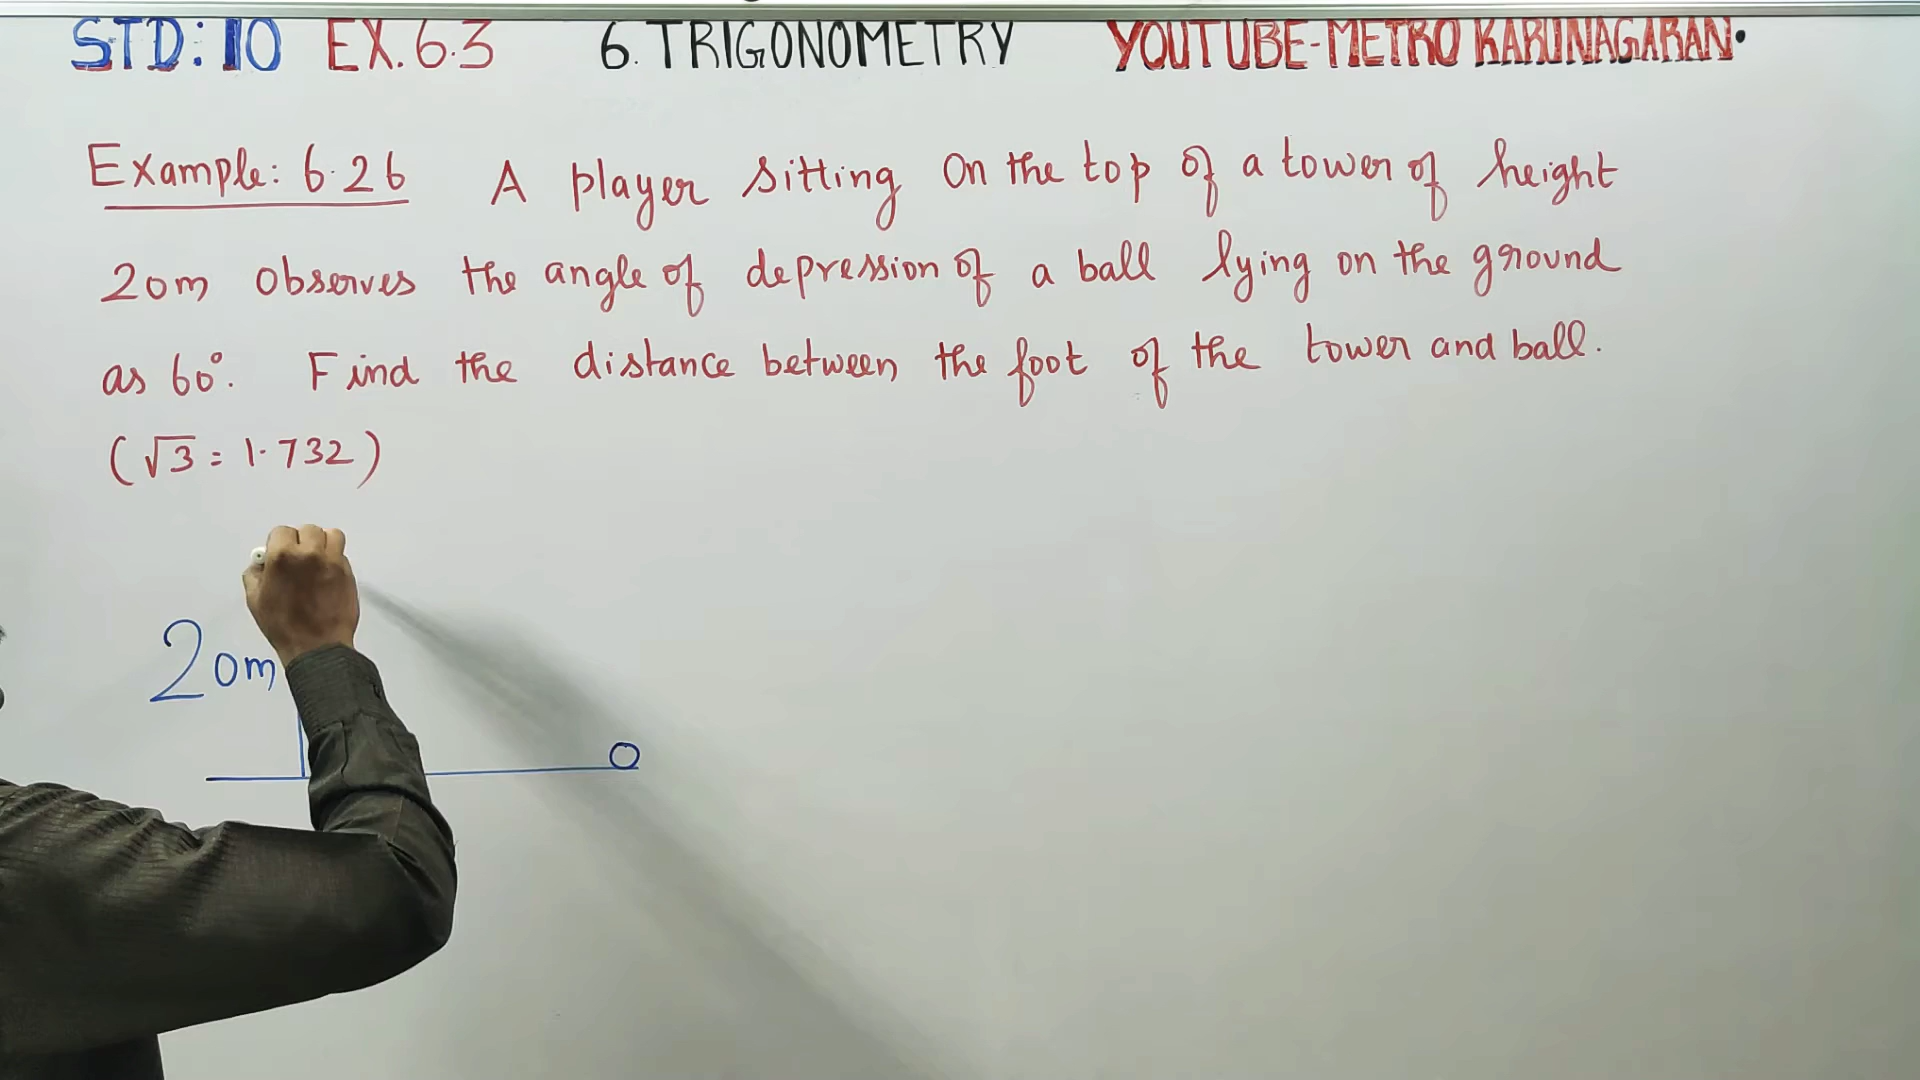 STD: 10 EX. 6.3 6. TRIGONOMETRY YOUTUBE-METRO KARUNAGARAN.
Example: 6.26 A player sitting on the top of a tower of height
20m observes the angle of depression of a ball lying on the ground
as 60°. Find the distance between the foot of the tower and ball.
(√3 = 1.732)
20m